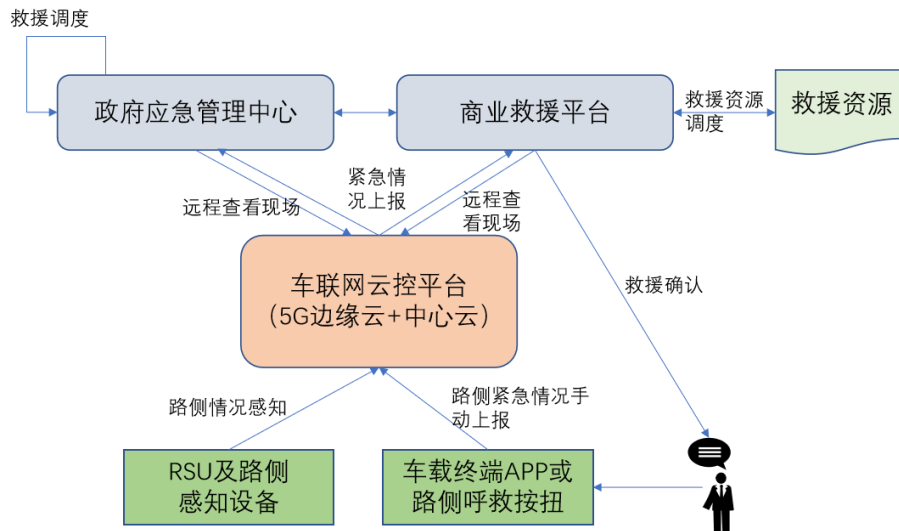 救援调度
政府应急管理中心
商业救援平台
救援资源
调度
救援资源
远程查看现场
紧急情
况上报
远程查
看现场
车联网云控平台
（5G边缘云+中心云）
救援确认
路侧情况感知
路侧紧急情况手
动上报
RSU及路侧
感知设备
车载终端APP或
路侧呼救按扭